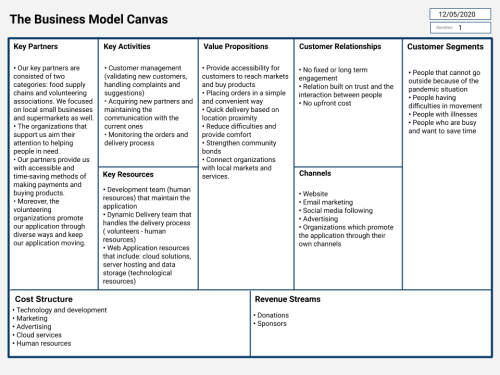 The Business Model Canvas
12/05/2020
Iteration 1
Key Partners
• Our key partners are
consisted of two
categories: food supply
chains and volunteering
associations. We focused
on local small businesses
and supermarkets as well.
• The organizations that
support us aim their
attention to helping
people in need.
• Our partners provide us
with accessible and
time-saving methods of
making payments and
buying products.
• Moreover, the
volunteering
organizations promote
our application through
diverse ways and keep
our application moving.
Key Activities
• Customer management
(validating new customers,
handling complaints and
suggestions)
• Acquiring new partners and
maintaining the
communication with the
current ones
• Monitoring the orders and
delivery process
Key Resources
• Development team (human
resources) that maintain the
application
• Dynamic Delivery team that
handles the delivery process
( volunteers - human
resources)
• Web Application resources
that include: cloud solutions,
server hosting and data
storage (technological
resources)
Value Propositions
• Provide accessibility for
customers to reach markets
and buy products
• Placing orders in a simple
and convenient way
• Quick delivery based on
location proximity
• Reduce difficulties and
provide comfort
• Strengthen community
bonds
• Connect organizations
with local markets and
services.
Customer Relationships
• No fixed or long term
engagement
• Relation built on trust and the
interaction between people
• No upfront cost
Channels
• Website
• Email marketing
• Social media following
• Advertising
• Organizations which promote
the application through their
own channels
Customer Segments
• People that cannot go
outside because of the
pandemic situation
• People having
difficulties in movement
• People with illnesses
• People who are busy
and want to save time
Cost Structure
• Technology and development
• Marketing
• Advertising
• Cloud services
• Human resources
Revenue Streams
• Donations
• Sponsors